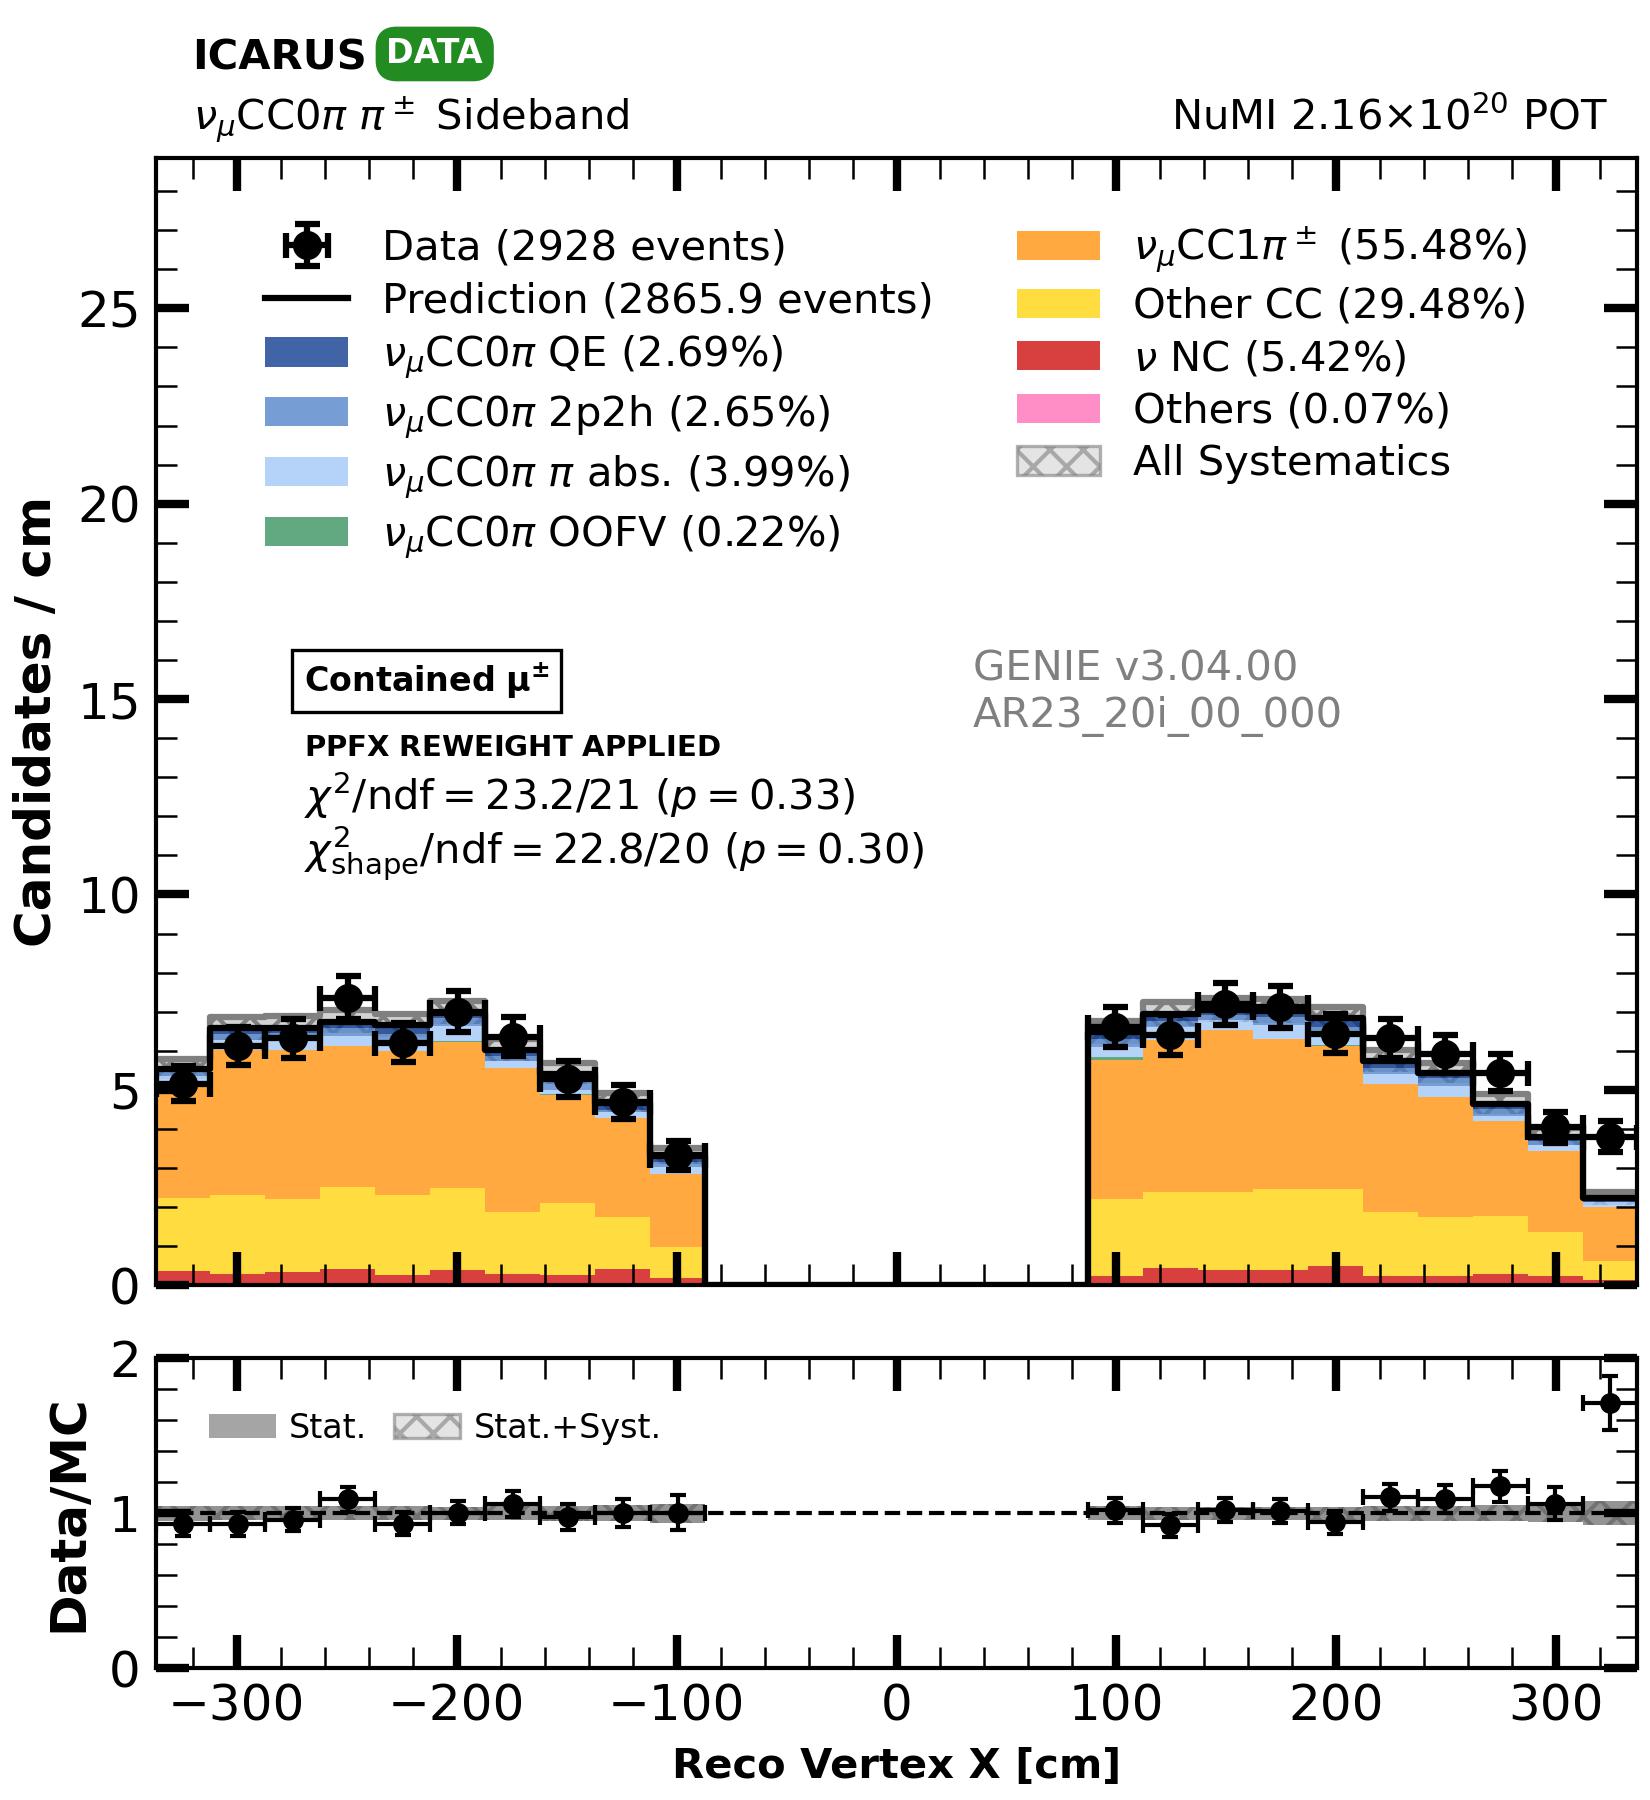 ICARUS DATA
νμCC0π π± Sideband
NuMI 2.16×10²⁰ POT
Data (2928 events)
Prediction (2865.9 events)
νμCC0π QE (2.69%)
νμCC0π 2p2h (2.65%)
νμCC0π π abs. (3.99%)
νμCC0π OOFV (0.22%)
νμCC1π± (55.48%)
Other CC (29.48%)
ν NC (5.42%)
Others (0.07%)
All Systematics
Contained μ±
PPFX REWEIGHT APPLIED
χ²/ndf = 23.2/21 (p = 0.33)
χ²shape/ndf = 22.8/20 (p = 0.30)
GENIE v3.04.00
AR23_20i_00_000
Candidates / cm
25
20
15
10
5
0
Stat.
Stat.+Syst.
Data/MC
2
1
0
−300 −200 −100 0 100 200 300
Reco Vertex X [cm]